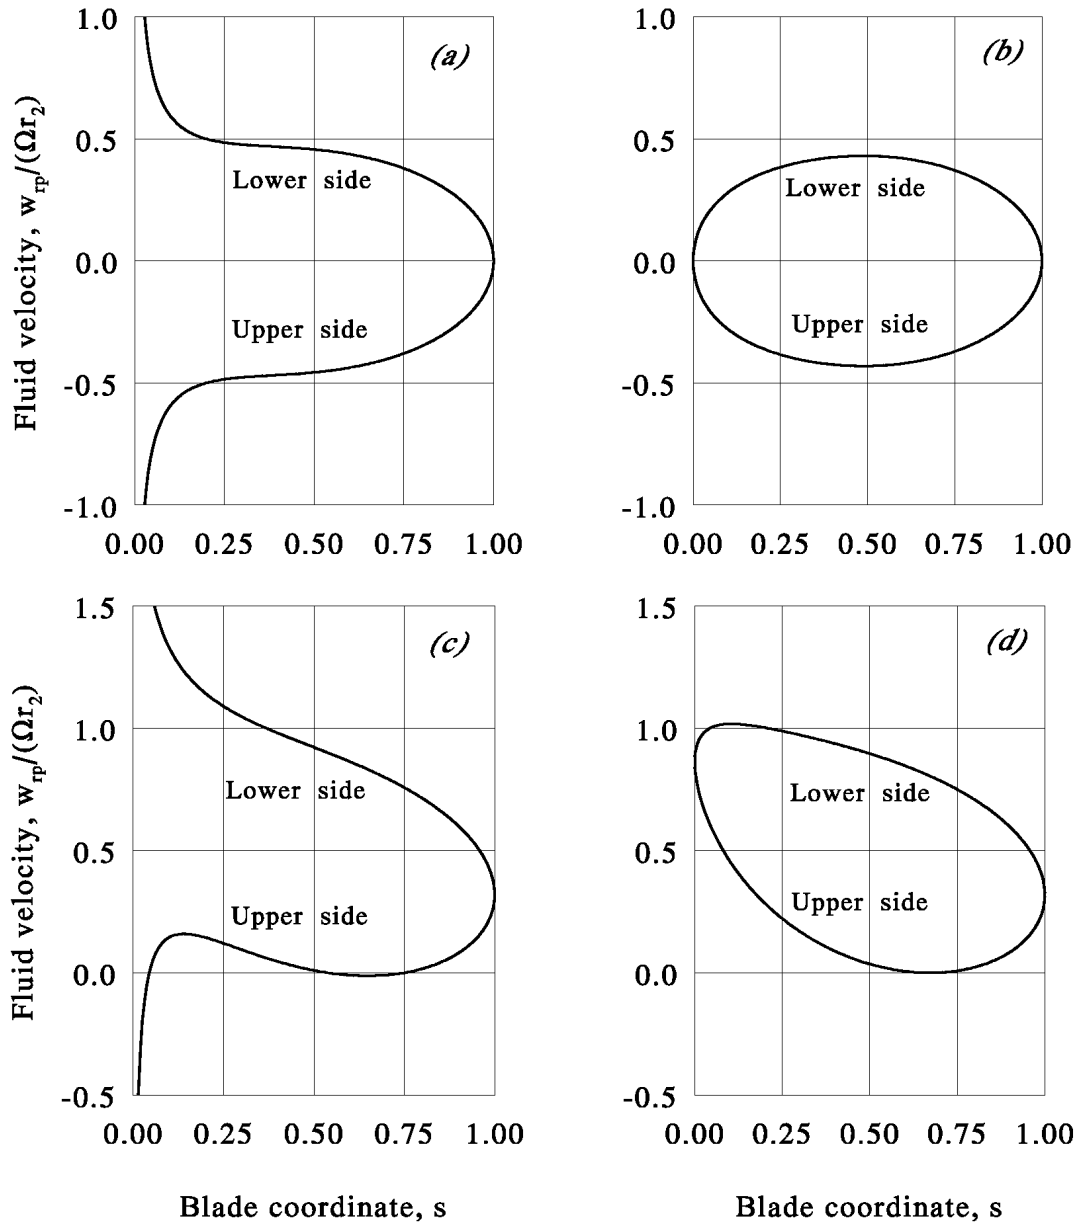 1.0
(a)
0.5
Lower side
0.0
Upper side
-0.5
-1.0
0.00 0.25 0.50 0.75 1.00
Fluid velocity, w_rp/(Ωr_2)
1.0
(b)
0.5
Lower side
0.0
Upper side
-0.5
-1.0
0.00 0.25 0.50 0.75 1.00
1.5
(c)
1.0
Lower side
0.5
Upper side
0.0
-0.5
0.00 0.25 0.50 0.75 1.00
Fluid velocity, w_rp/(Ωr_2)
Blade coordinate, s
1.5
(d)
1.0
Lower side
0.5
Upper side
0.0
-0.5
0.00 0.25 0.50 0.75 1.00
Blade coordinate, s